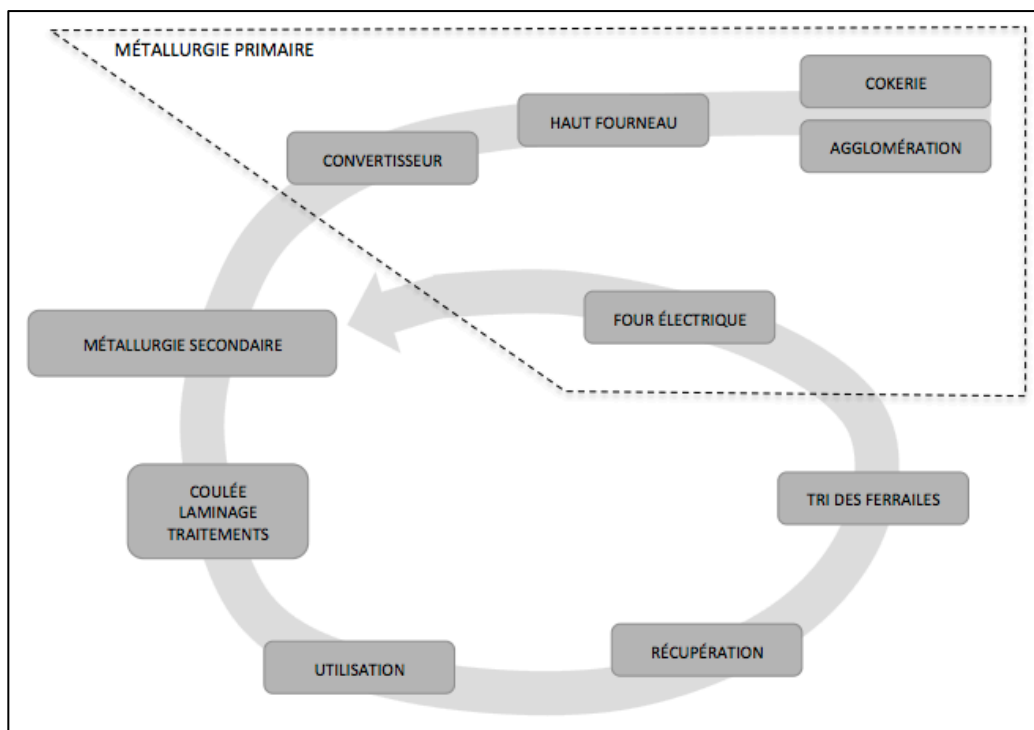 MÉTALLURGIE PRIMAIRE
COKERIE
HAUT FOURNEAU
AGGLOMÉRATION
CONVERTISSEUR
FOUR ÉLECTRIQUE
MÉTALLURGIE SECONDAIRE
COULÉE
LAMINAGE
TRAITEMENTS
TRI DES FERRAILES
RÉCUPÉRATION
UTILISATION